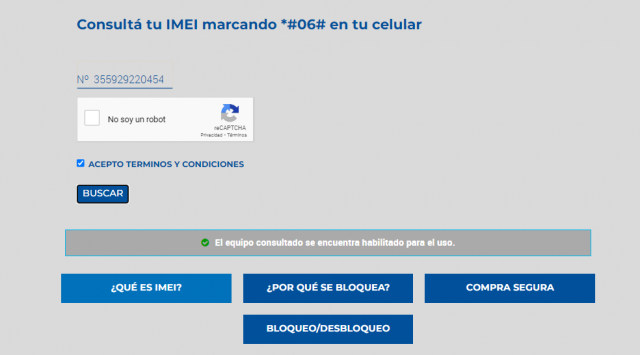 Consultá tu IMEI marcando *#06# en tu celular
Nº 355929220454
No soy un robot
reCAPTCHA
Privacidad - Términos
ACEPTO TERMINOS Y CONDICIONES
BUSCAR
El equipo consultado se encuentra habilitado para el uso.
¿QUÉ ES IMEI?
¿POR QUÉ SE BLOQUEA?
COMPRA SEGURA
BLOQUEO/DESBLOQUEO